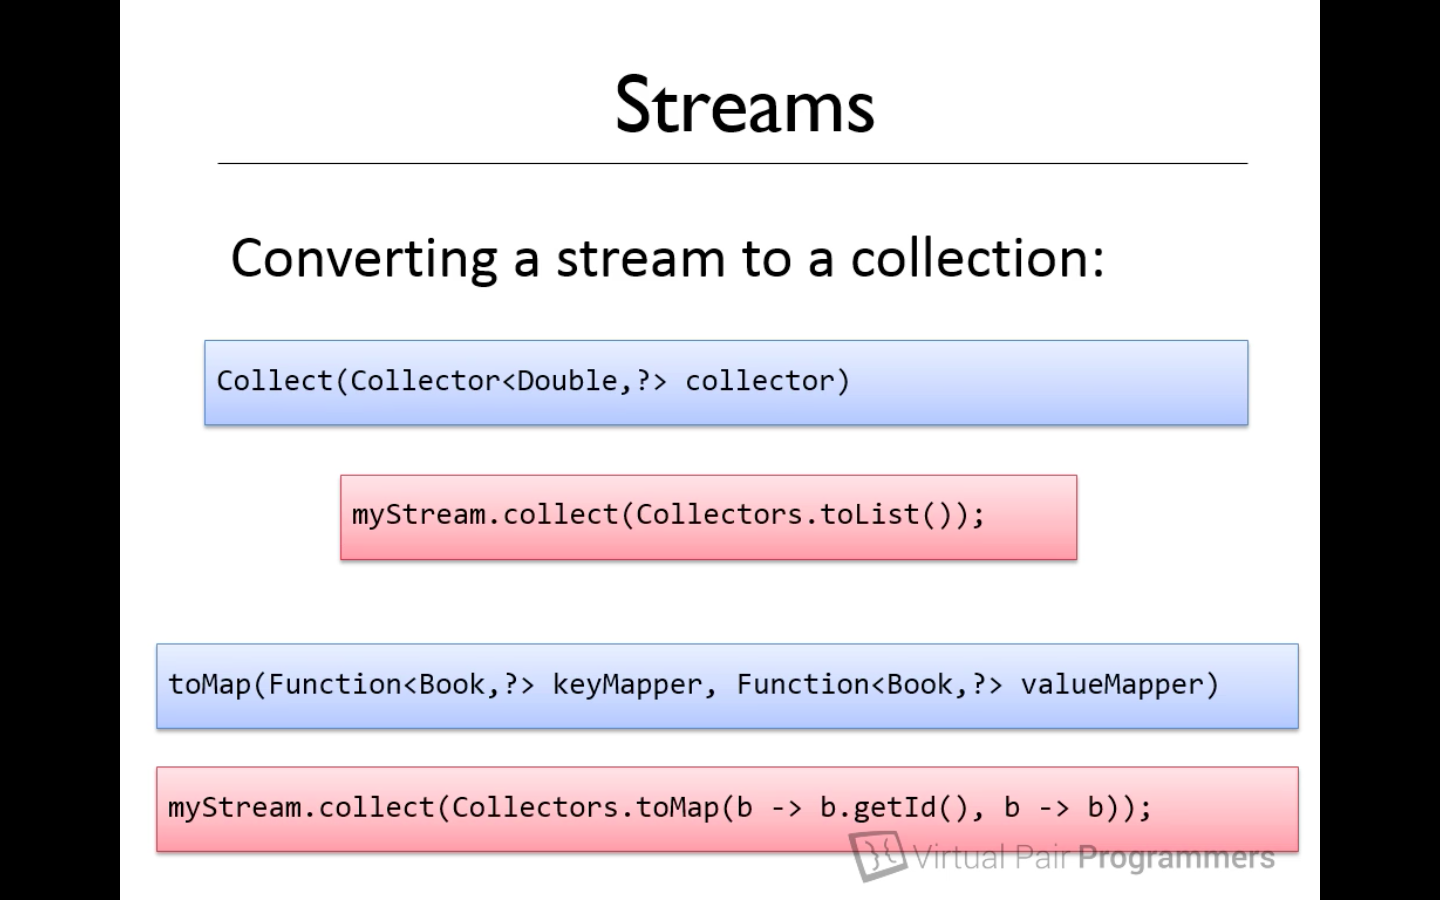 Streams
Converting a stream to a collection:
Collect(Collector<Double,?> collector)
myStream.collect(Collectors.toList());
toMap(Function<Book,?> keyMapper, Function<Book,?> valueMapper)
myStream.collect(Collectors.toMap(b -> b.getId(), b -> b));
Virtual Pair Programmers